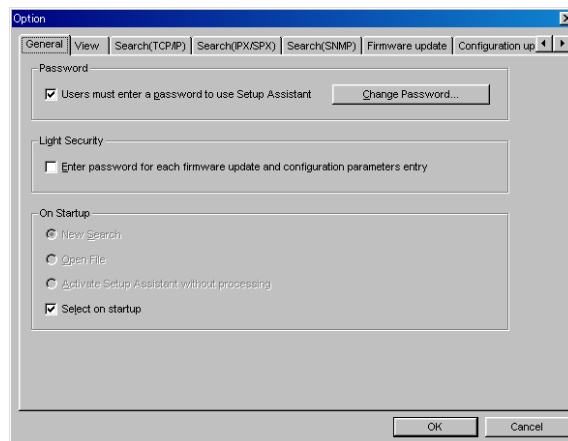 Option
General View Search(TCP/IP) Search(IPX/SPX) Search(SNMP) Firmware update Configuration up
Password
Users must enter a password to use Setup Assistant Change Password...
Light Security
Enter password for each firmware update and configuration parameters entry
On Startup
New Search
Open File
Activate Setup Assistant without processing
Select on startup
OK Cancel